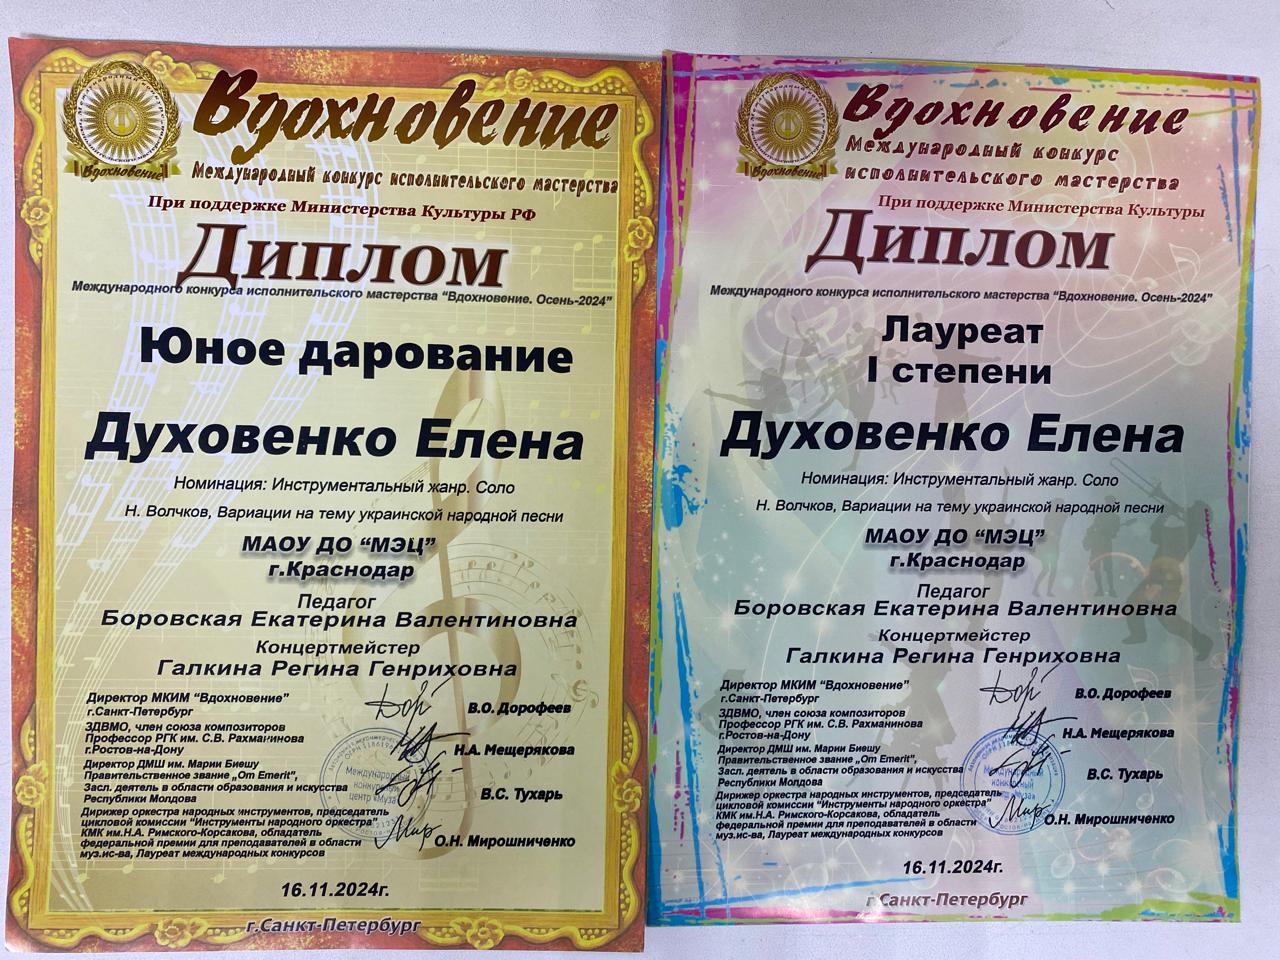 Вдохновение
Вдохновение
Международный конкурс исполнительского мастерства
При поддержке Министерства Культуры РФ
Диплом
Международного конкурса исполнительского мастерства "Вдохновение. Осень-2024"
Юное дарование
Духовенко Елена
Номинация: Инструментальный жанр. Соло
Н. Волчков, Вариации на тему украинской народной песни
МАОУ ДО "МЭЦ"
г.Краснодар
Педагог
Боровская Екатерина Валентиновна
Концертмейстер
Галкина Регина Генриховна
Директор МКИМ "Вдохновение"
г.Санкт-Петербург
В.О. Дорофеев
ЗДВМО, член союза композиторов
Профессор РГК им. С.В. Рахманинова
г.Ростов-на-Дону
Н.А. Мещерякова
Директор ДМШ им. Марии Биешу
Правительственное звание „Om Emerit",
Засл. деятель в области образования и искусства
Республики Молдова
В.С. Тухарь
Дирижер оркестра народных инструментов, председатель
цикловой комиссии "Инструменты народного оркестра"
КМК им.Н.А. Римского-Корсакова, обладатель
федеральной премии для преподавателей в области
муз.ис-ва, Лауреат международных конкурсов
О.Н. Мирошниченко
Международный
конкурсный
центр «Муза»
16.11.2024г.
г.Санкт-Петербург
Вдохновение
Вдохновение
Международный конкурс
исполнительского мастерства
При поддержке Министерства Культуры
Диплом
Международного конкурса исполнительского мастерства "Вдохновение. Осень-2024"
Лауреат
I степени
Духовенко Елена
Номинация: Инструментальный жанр. Соло
Н. Волчков, Вариации на тему украинской народной песни
МАОУ ДО "МЭЦ"
г.Краснодар
Педагог
Боровская Екатерина Валентиновна
Концертмейстер
Галкина Регина Генриховна
Директор МКИМ "Вдохновение"
г.Санкт-Петербург
В.О. Дорофеев
ЗДВМО, член союза композиторов
Профессор РГК им. С.В. Рахманинова
г.Ростов-на-Дону
Н.А. Мещерякова
Директор ДМШ им. Марии Биешу
Правительственное звание „Om Emerit",
Засл. деятель в области образования и искусства
Республики Молдова
В.С. Тухарь
Дирижер оркестра народных инструментов, председатель
цикловой комиссии "Инструменты народного оркестра"
КМК им.Н.А. Римского-Корсакова, обладатель
федеральной премии для преподавателей в области
муз.ис-ва, Лауреат международных конкурсов
О.Н. Мирошниченко
Международный
конкурсный
16.11.2024г.
г.Санкт-Петербург